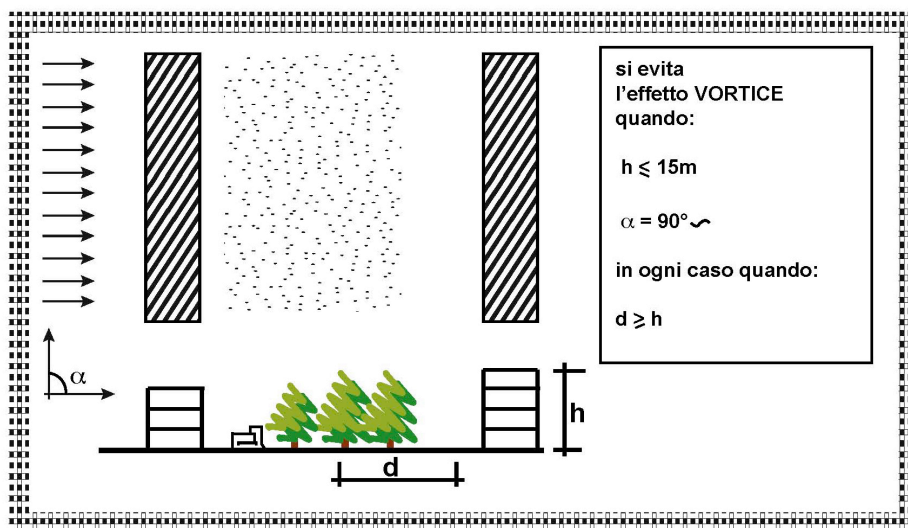 si evita
l'effetto VORTICE
quando:
h ⩽ 15m
α = 90° ∽
in ogni caso quando:
d ⩾ h
α
h
d